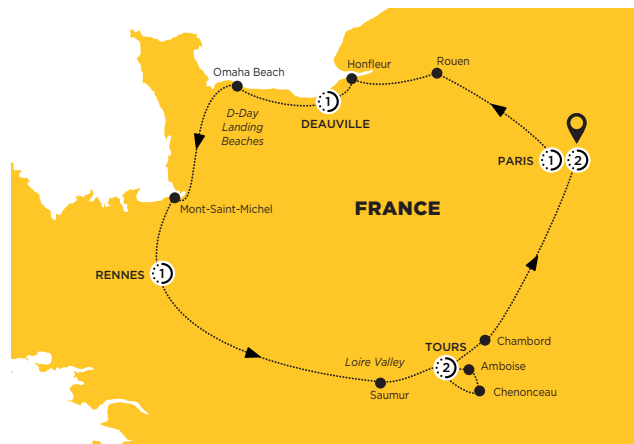 Rouen
Honfleur
Omaha Beach
1
DEAUVILLE
D-Day
Landing
Beaches
PARIS
1
2
Mont-Saint-Michel
FRANCE
RENNES
1
Chambord
TOURS
Loire Valley
2
Amboise
Saumur
Chenonceau